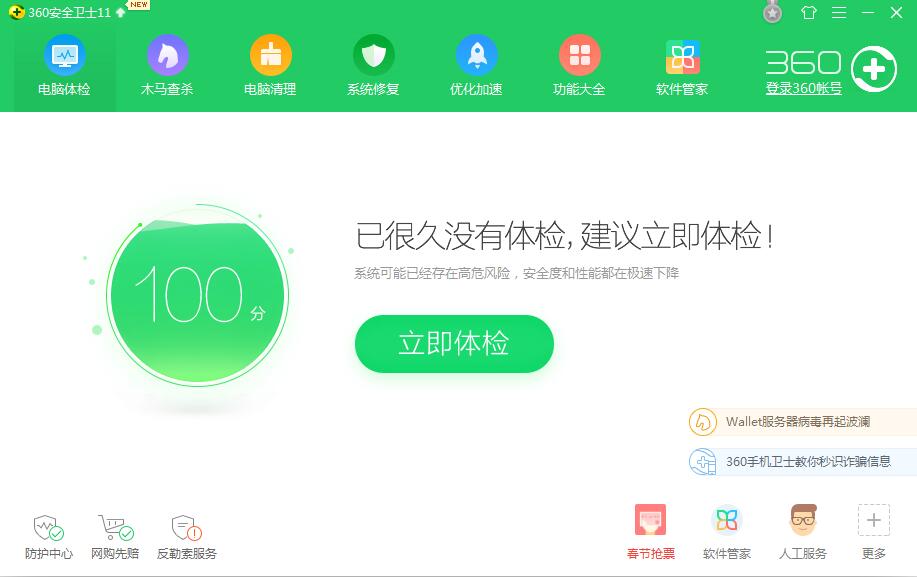 360安全卫士11
NEW
电脑体检
木马查杀
电脑清理
系统修复
优化加速
功能大全
软件管家
360
登录360帐号
已很久没有体检,建议立即体检!
系统可能已经存在高危风险，安全度和性能都在极速下降
100分
立即体检
Wallet服务器病毒再起波澜
360手机卫士教你秒识诈骗信息
防护中心
网购先赔
反勒索服务
春节抢票
软件管家
人工服务
更多